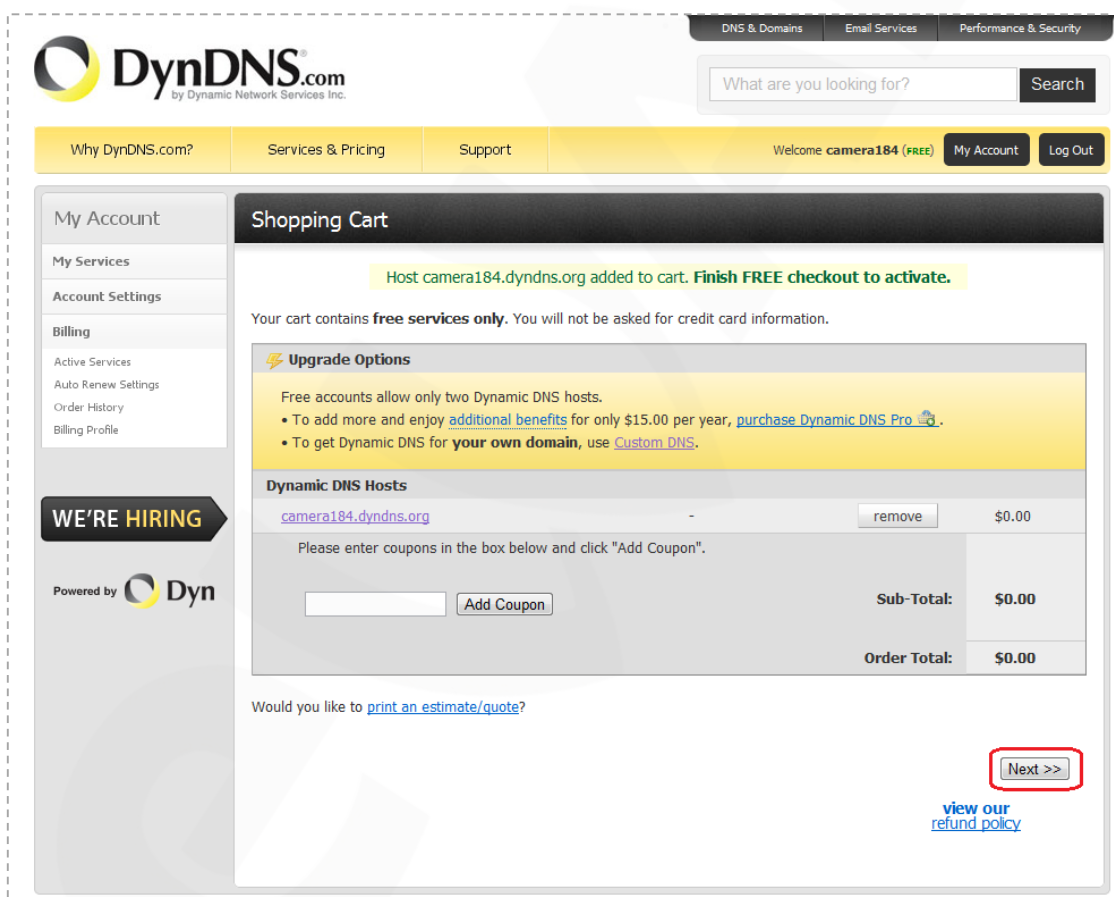 DNS & Domains Email Services Performance & Security
DynDNS.com
by Dynamic Network Services Inc.
What are you looking for? Search
Why DynDNS.com? Services & Pricing Support Welcome camera184 (FREE) My Account Log Out
My Account
My Services
Account Settings
Billing
Active Services
Auto Renew Settings
Order History
Billing Profile
WE'RE HIRING
Powered by Dyn
Shopping Cart
Host camera184.dyndns.org added to cart. Finish FREE checkout to activate.
Your cart contains free services only. You will not be asked for credit card information.
Upgrade Options
Free accounts allow only two Dynamic DNS hosts.
• To add more and enjoy additional benefits for only $15.00 per year, purchase Dynamic DNS Pro .
• To get Dynamic DNS for your own domain, use Custom DNS.
Dynamic DNS Hosts
camera184.dyndns.org - remove $0.00
Please enter coupons in the box below and click "Add Coupon".
Add Coupon Sub-Total: $0.00
Order Total: $0.00
Would you like to print an estimate/quote?
Next >>
view our
refund policy